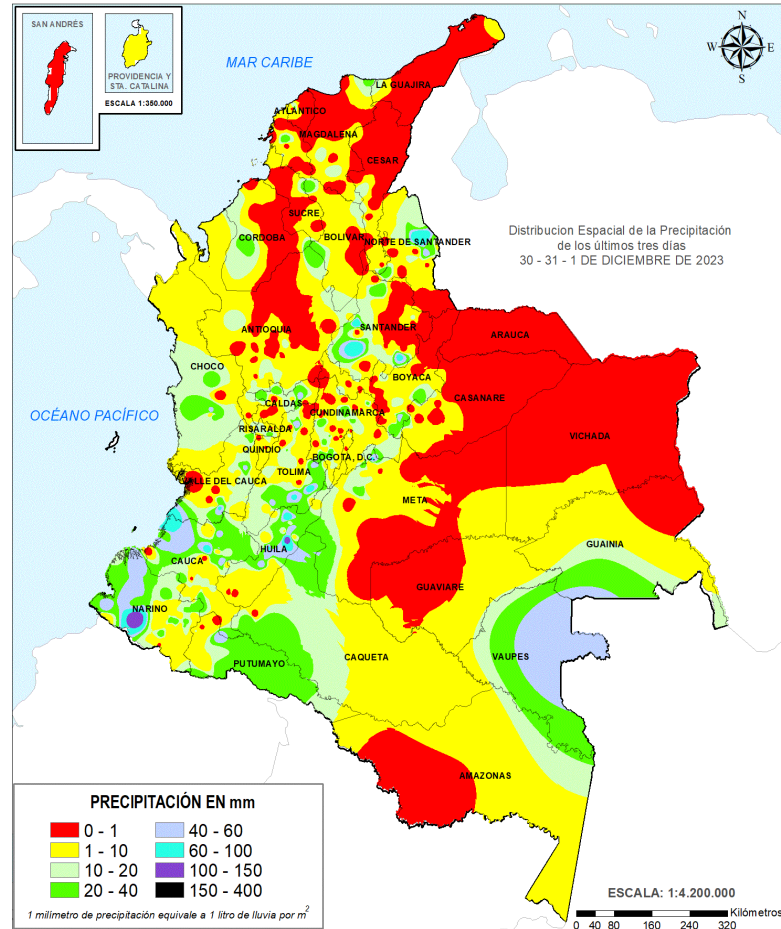 SAN ANDRÉS
PROVIDENCIA Y
STA. CATALINA
ESCALA 1:350.000
MAR CARIBE
N
W
E
S
LA GUAJIRA
ATLANTICO
MAGDALENA
CESAR
SUCRE
CORDOBA
BOLIVAR
NORTE DE SANTANDER
Distribucion Espacial de la Precipitación
de los últimos tres días
30 - 31 - 1 DE DICIEMBRE DE 2023
ANTIOQUIA
SANTANDER
ARAUCA
CHOCO
BOYACA
CASANARE
OCÉANO PACÍFICO
CALDAS
CUNDINAMARCA
RISARALDA
VICHADA
QUINDIO
BOGOTA, D.C.
TOLIMA
VALLE DEL CAUCA
META
HUILA
GUAINIA
CAUCA
GUAVIARE
NARINO
PUTUMAYO
CAQUETA
VAUPES
AMAZONAS
PRECIPITACIÓN EN mm
0 - 1
40 - 60
1 - 10
60 - 100
10 - 20
100 - 150
20 - 40
150 - 400
1 milímetro de precipitación equivale a 1 litro de lluvia por m²
ESCALA: 1:4.200.000
0 40 80 160 240 320 Kilómetros